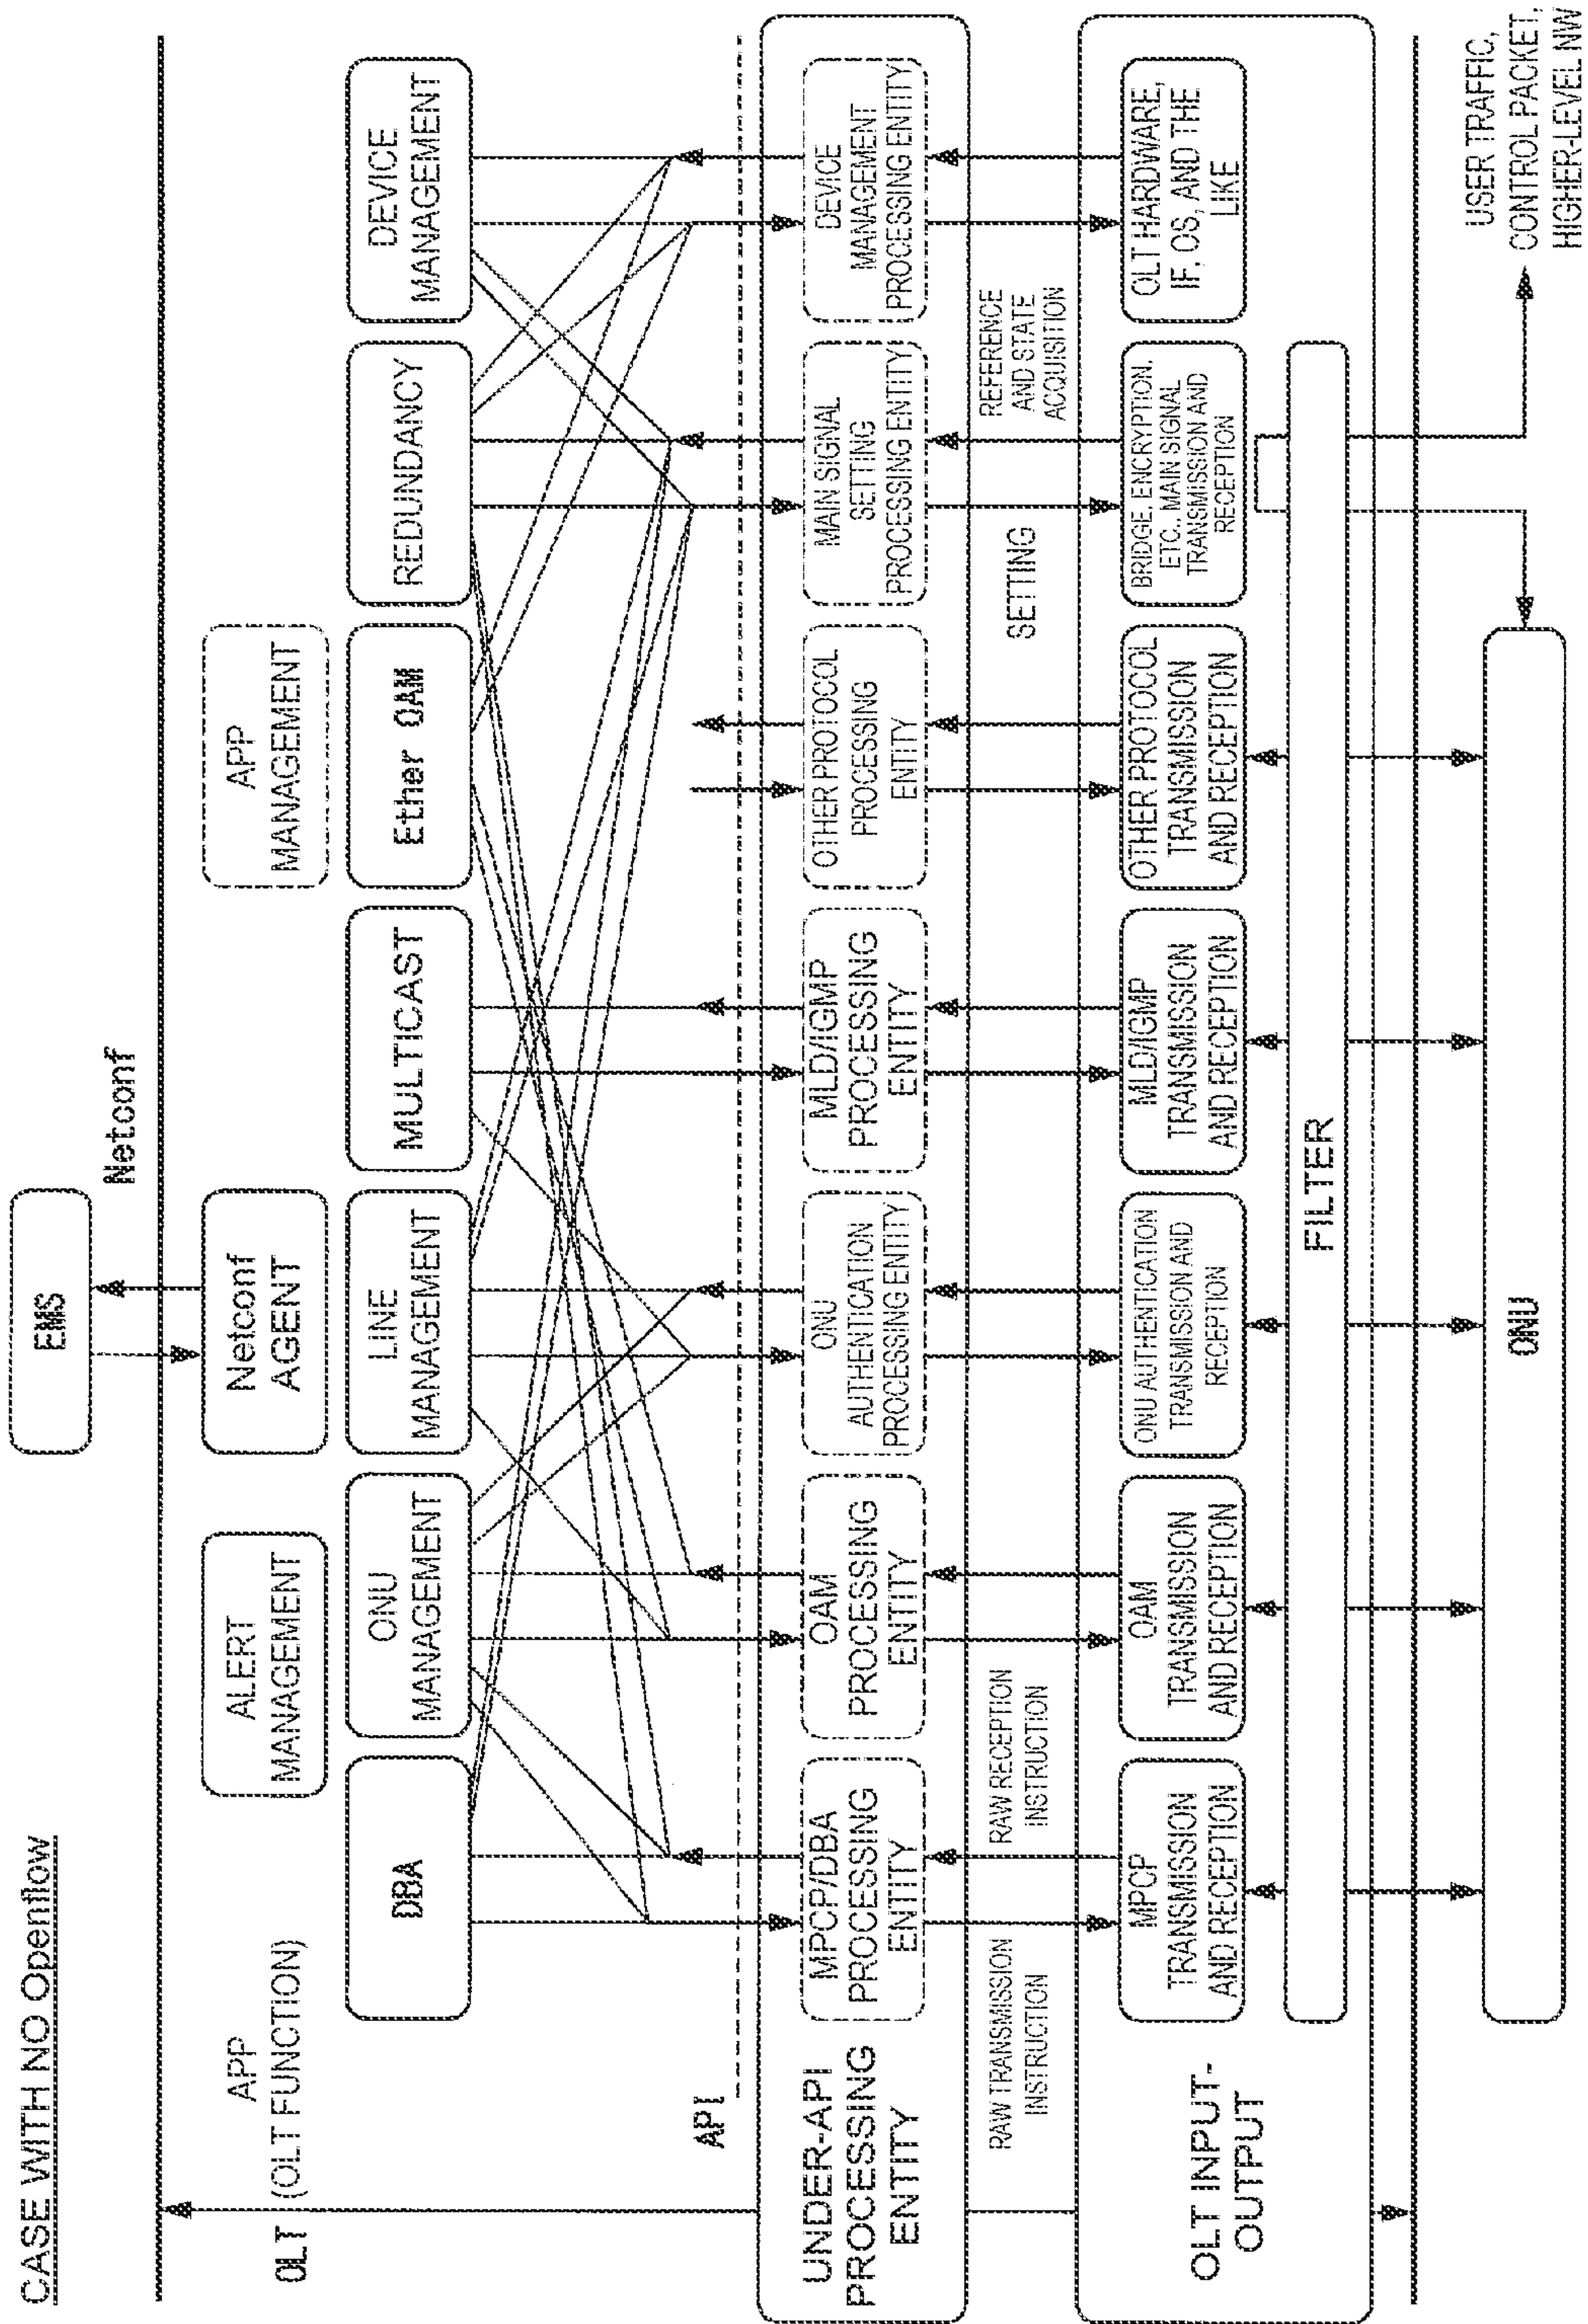 CASE WITH NO Openflow
EMS
Netconf
OLT
APP
(OLT FUNCTION)
ALERT
MANAGEMENT
Netconf
AGENT
APP
MANAGEMENT
DBA
ONU
MANAGEMENT
LINE
MANAGEMENT
MULTICAST
Ether OAM
REDUNDANCY
DEVICE
MANAGEMENT
API
UNDER-API
PROCESSING
ENTITY
MPCP/DBA
PROCESSING
ENTITY
OAM
PROCESSING
ENTITY
ONU
AUTHENTICATION
PROCESSING ENTITY
MLD/IGMP
PROCESSING
ENTITY
OTHER PROTOCOL
PROCESSING
ENTITY
MAIN SIGNAL
SETTING
PROCESSING ENTITY
DEVICE
MANAGEMENT
PROCESSING ENTITY
RAW TRANSMISSION
INSTRUCTION
RAW RECEPTION
INSTRUCTION
SETTING
REFERENCE
AND STATE
ACQUISITION
OLT INPUT-
OUTPUT
MPCP
TRANSMISSION
AND RECEPTION
OAM
TRANSMISSION
AND RECEPTION
ONU AUTHENTICATION
TRANSMISSION AND
RECEPTION
MLD/IGMP
TRANSMISSION
AND RECEPTION
OTHER PROTOCOL
TRANSMISSION
AND RECEPTION
BRIDGE, ENCRYPTION,
ETC., MAIN SIGNAL
TRANSMISSION AND
RECEPTION
OLT HARDWARE,
IF, OS, AND THE
LIKE
FILTER
ONU
USER TRAFFIC,
CONTROL PACKET,
HIGHER-LEVEL NW